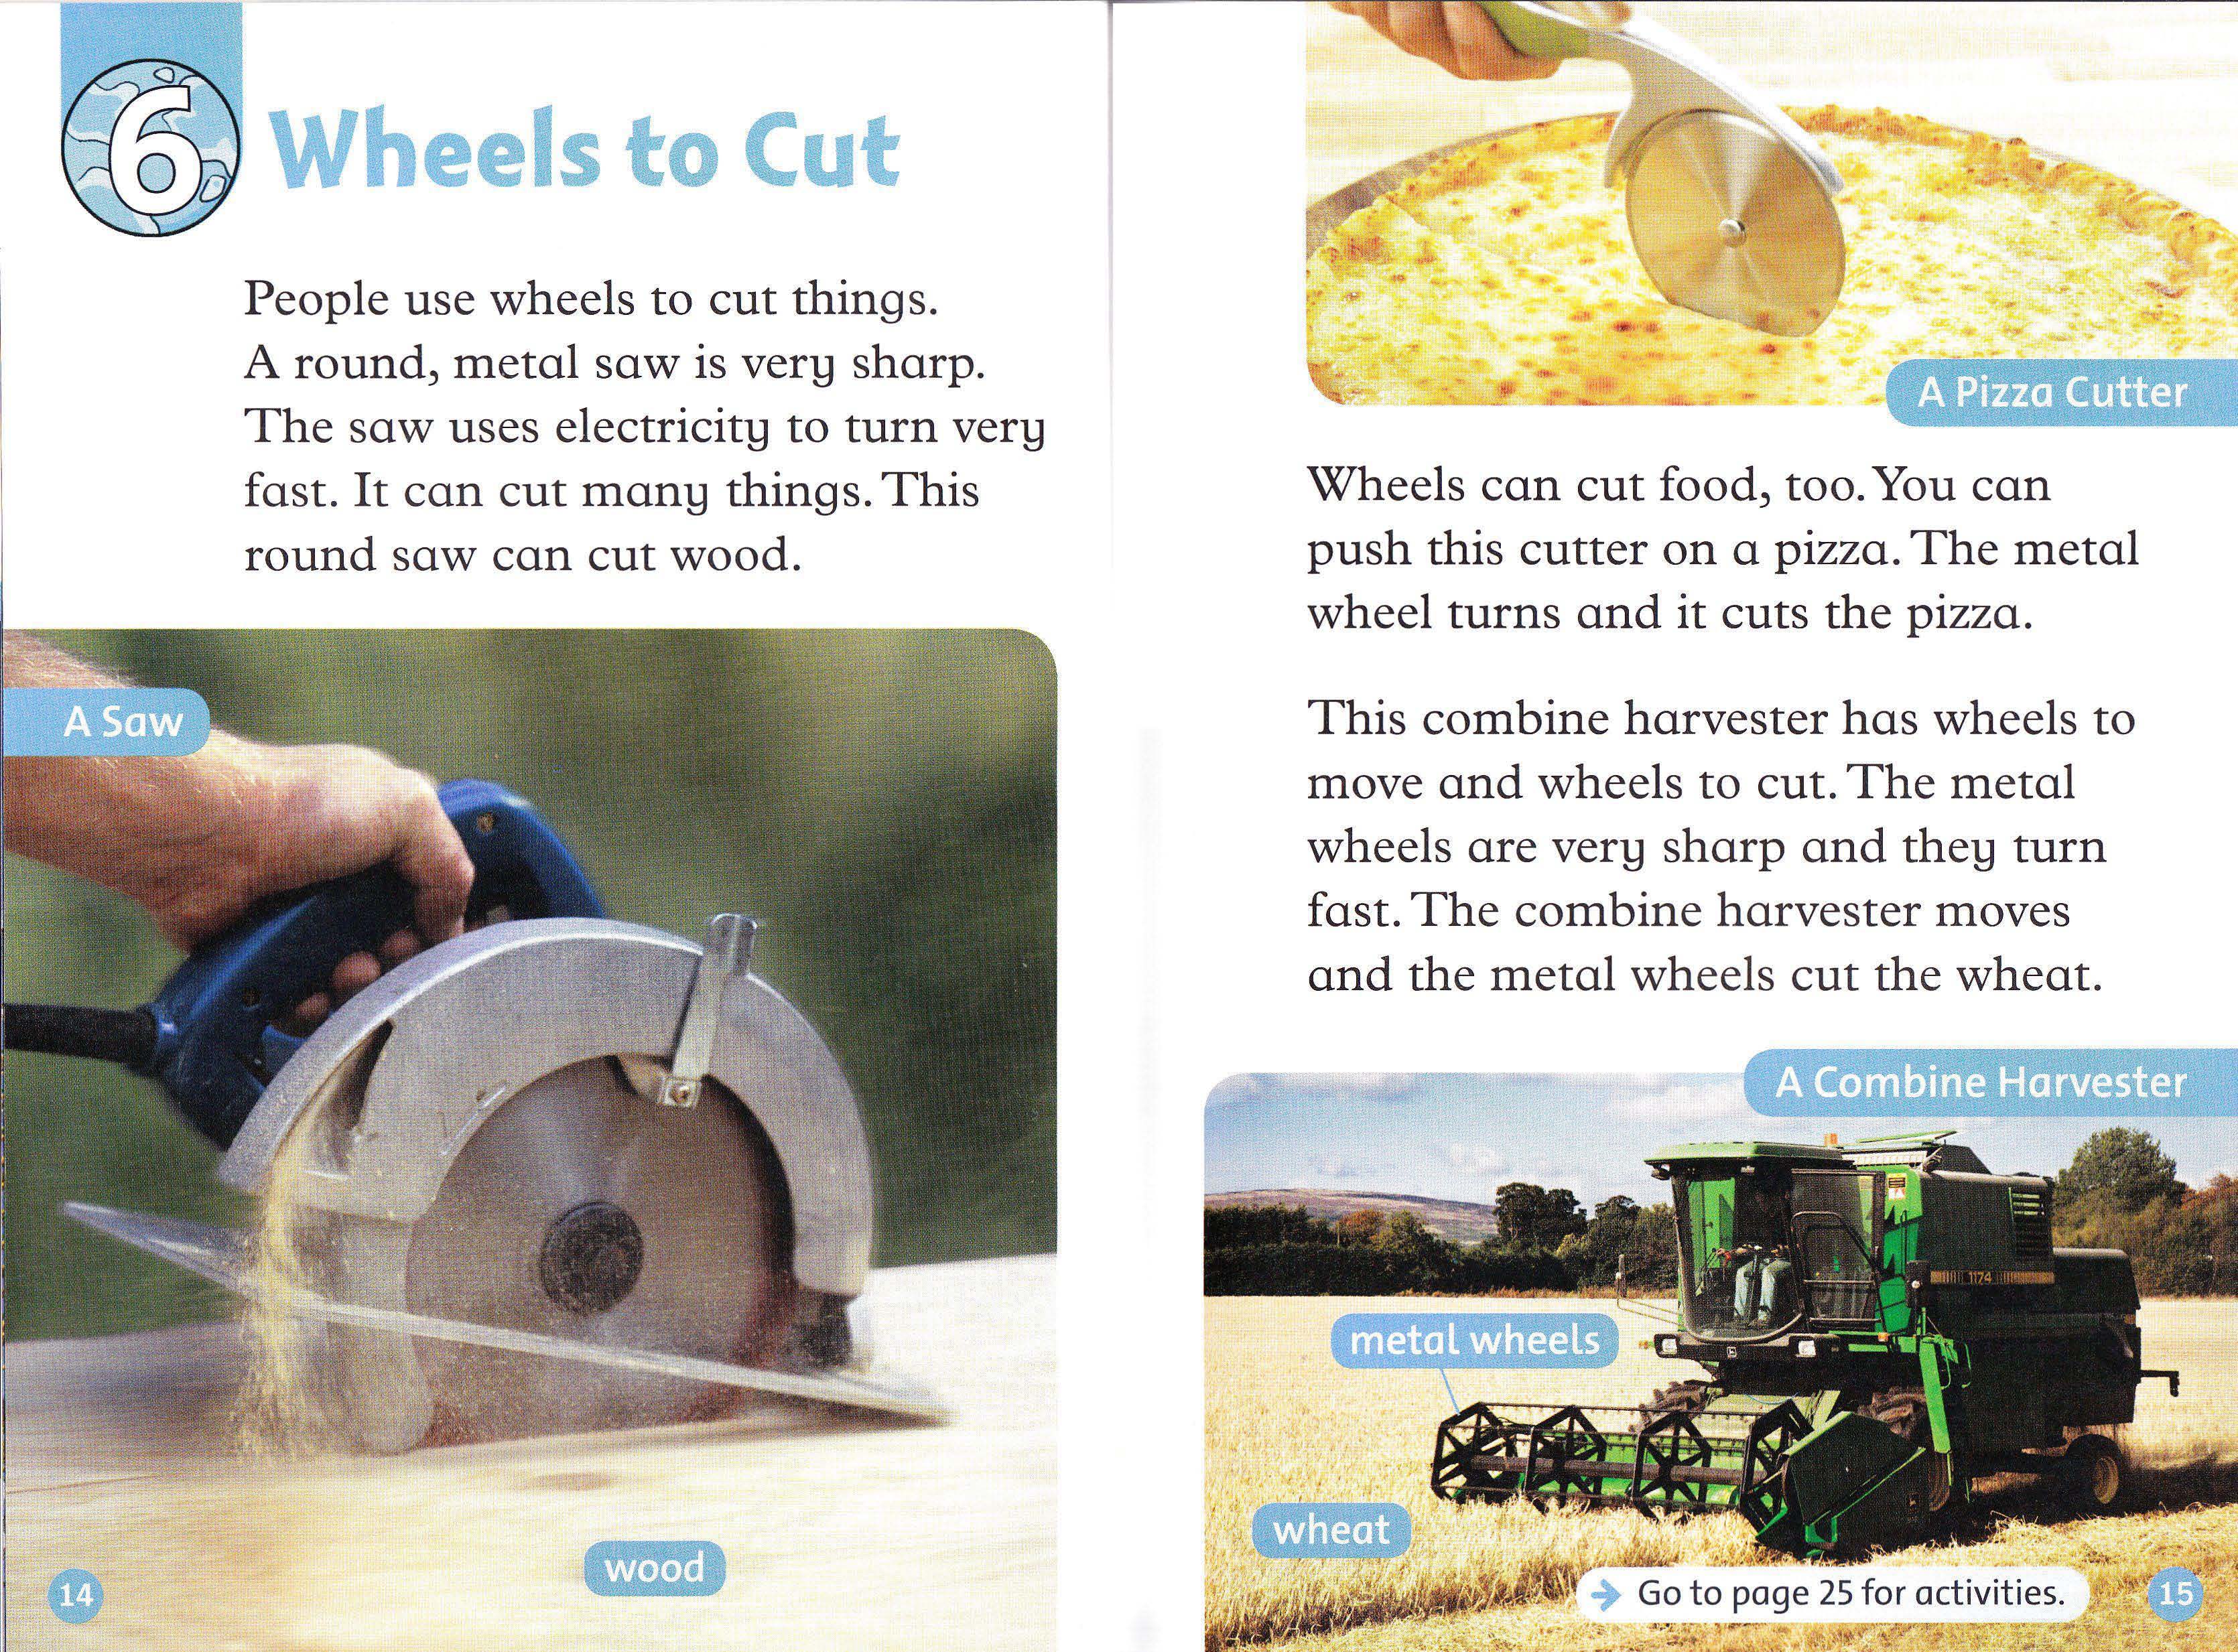 6
Wheels to Cut
People use wheels to cut things.
A round, metal saw is very sharp.
The saw uses electricity to turn very
fast. It can cut many things. This
round saw can cut wood.
A Saw
wood
14
A Pizza Cutter
Wheels can cut food, too. You can
push this cutter on a pizza. The metal
wheel turns and it cuts the pizza.
This combine harvester has wheels to
move and wheels to cut. The metal
wheels are very sharp and they turn
fast. The combine harvester moves
and the metal wheels cut the wheat.
A Combine Harvester
1174
metal wheels
wheat
Go to page 25 for activities.
15